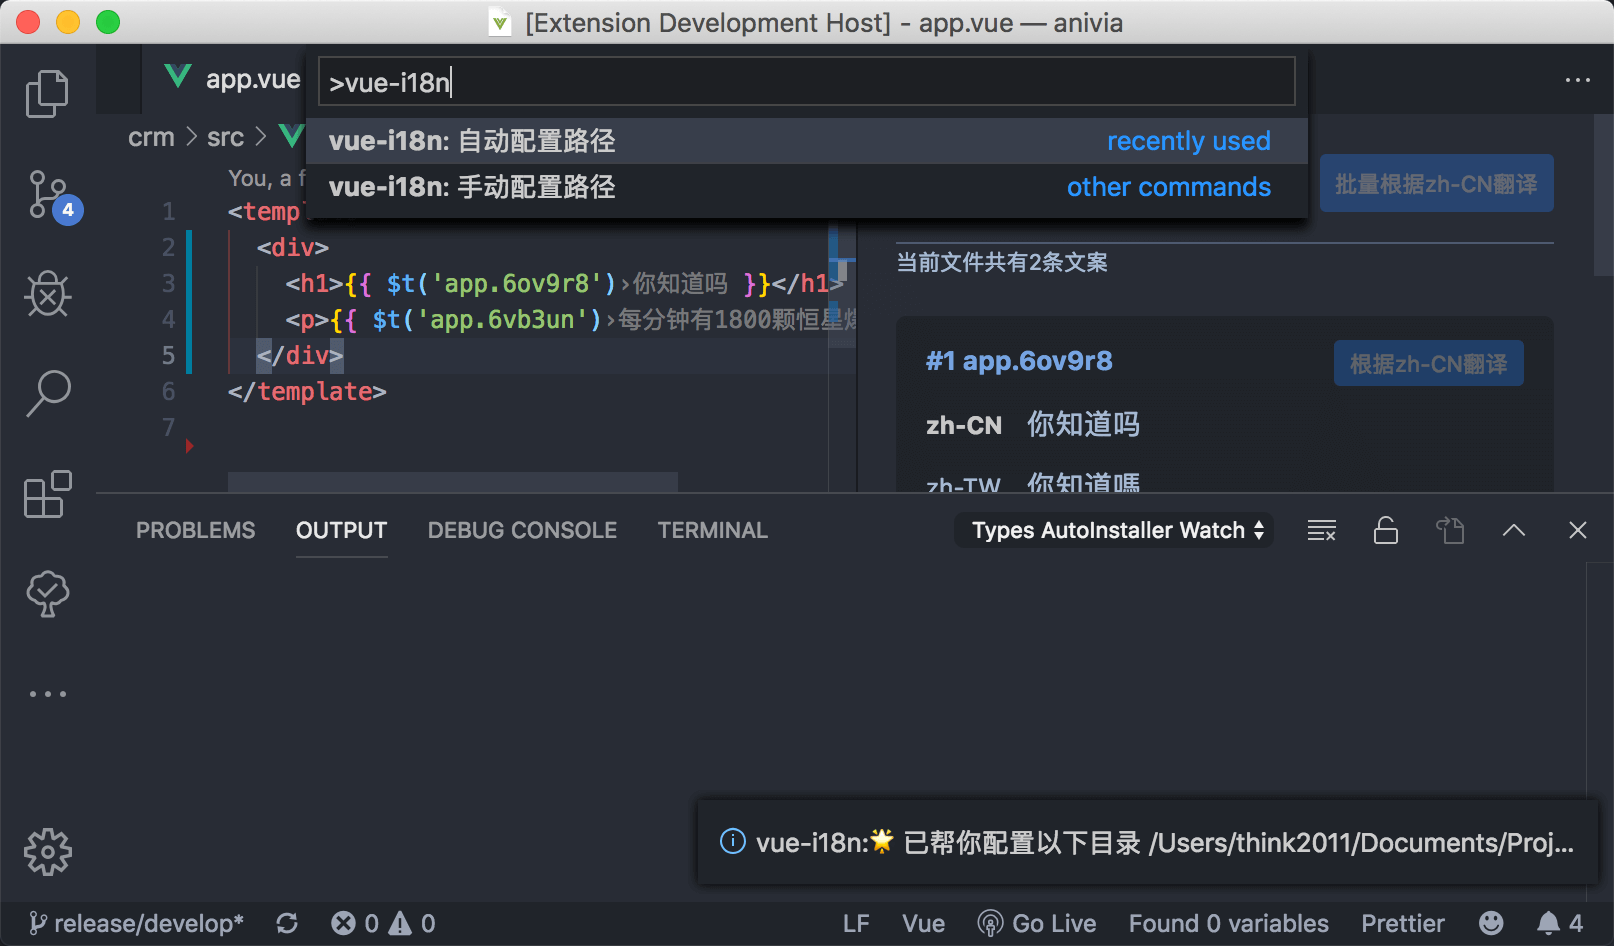 [Extension Development Host] - app.vue — anivia
app.vue
>vue-i18n
vue-i18n: 自动配置路径 recently used
vue-i18n: 手动配置路径 other commands
crm > src >
You, a f
批量根据zh-CN翻译
1 <temp
2 <div>
3 <h1>{{ $t('app.6ov9r8')›你知道吗 }}</h1>
4 <p>{{ $t('app.6vb3un')›每分钟有1800颗恒星
5 </div>
6 </template>
7
当前文件共有2条文案
#1 app.6ov9r8 根据zh-CN翻译
zh-CN 你知道吗
zh-TW 你知道嗎
4
PROBLEMS OUTPUT DEBUG CONSOLE TERMINAL Types AutoInstaller Watch
vue-i18n:🌟 已帮你配置以下目录 /Users/think2011/Documents/Proj...
release/develop* 0 0 LF Vue Go Live Found 0 variables Prettier 4